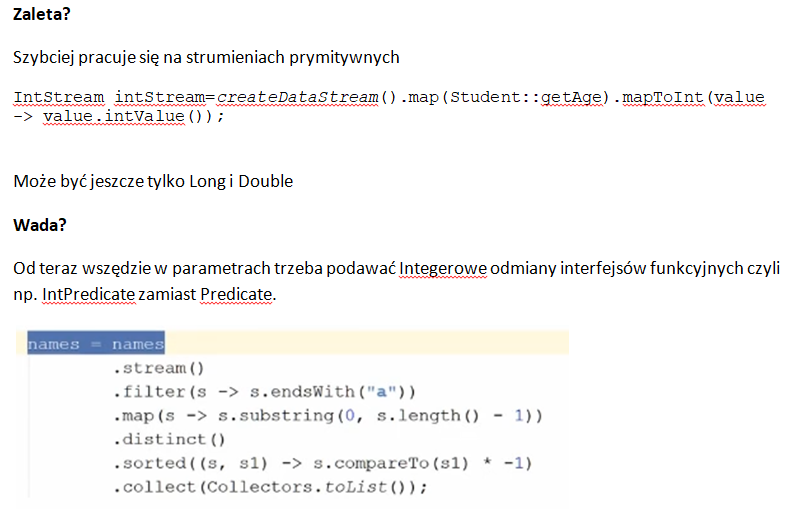 Zaleta?
Szybciej pracuje się na strumieniach prymitywnych
IntStream intStream=createDataStream().map(Student::getAge).mapToInt(value
-> value.intValue());
Może być jeszcze tylko Long i Double
Wada?
Od teraz wszędzie w parametrach trzeba podawać Integerowe odmiany interfejsów funkcyjnych czyli
np. IntPredicate zamiast Predicate.
names = names
.stream()
.filter(s -> s.endsWith("a"))
.map(s -> s.substring(0, s.length() - 1))
.distinct()
.sorted((s, s1) -> s.compareTo(s1) * -1)
.collect(Collectors.toList());